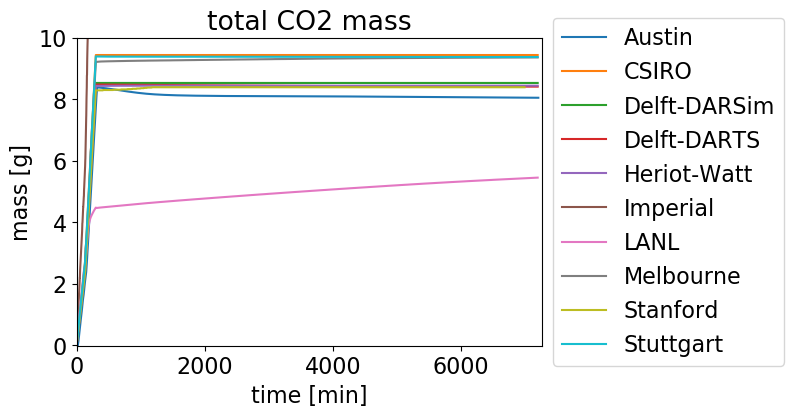 total CO2 mass
10
8
6
4
2
0
mass [g]
0 2000 4000 6000
time [min]
Austin
CSIRO
Delft-DARSim
Delft-DARTS
Heriot-Watt
Imperial
LANL
Melbourne
Stanford
Stuttgart